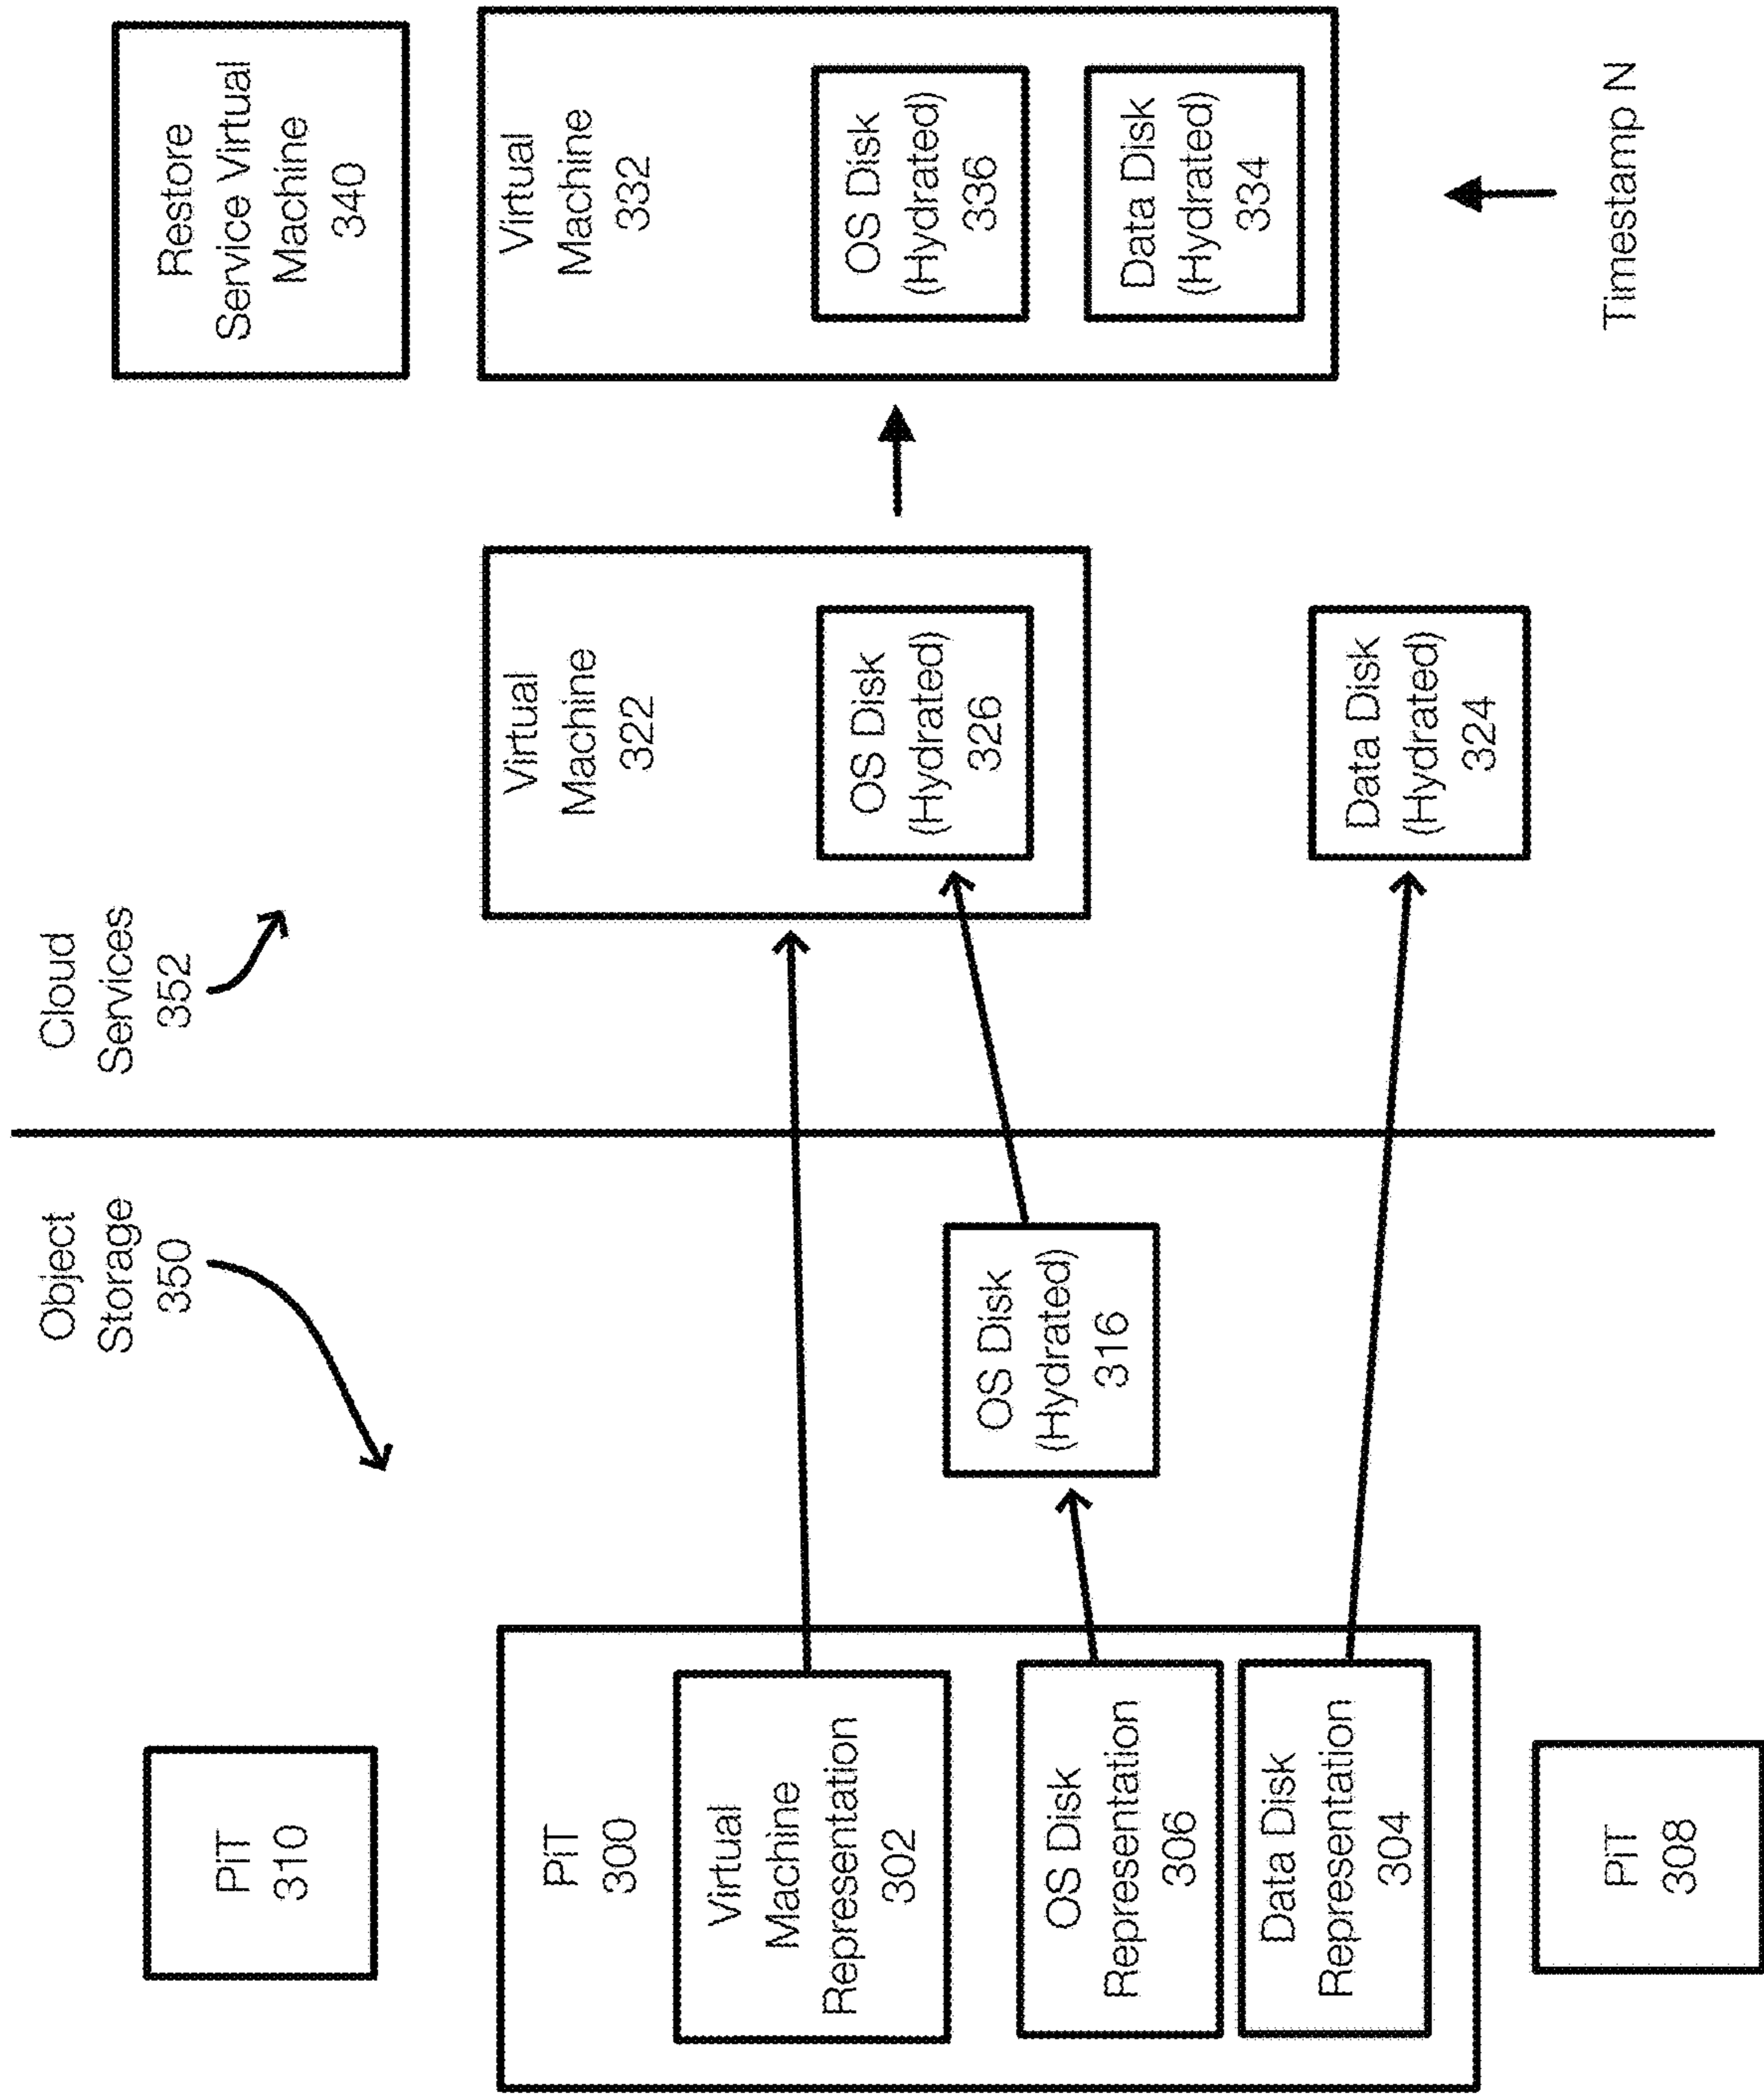 Object
Storage
350
Cloud
Services
352
PiT
310
PiT
300
Virtual
Machine
Representation
302
OS Disk
Representation
306
Data Disk
Representation
304
PiT
308
OS Disk
(Hydrated)
316
Virtual
Machine
322
OS Disk
(Hydrated)
326
Data Disk
(Hydrated)
324
Restore
Service Virtual
Machine
340
Virtual
Machine
332
OS Disk
(Hydrated)
336
Data Disk
(Hydrated)
334
Timestamp N